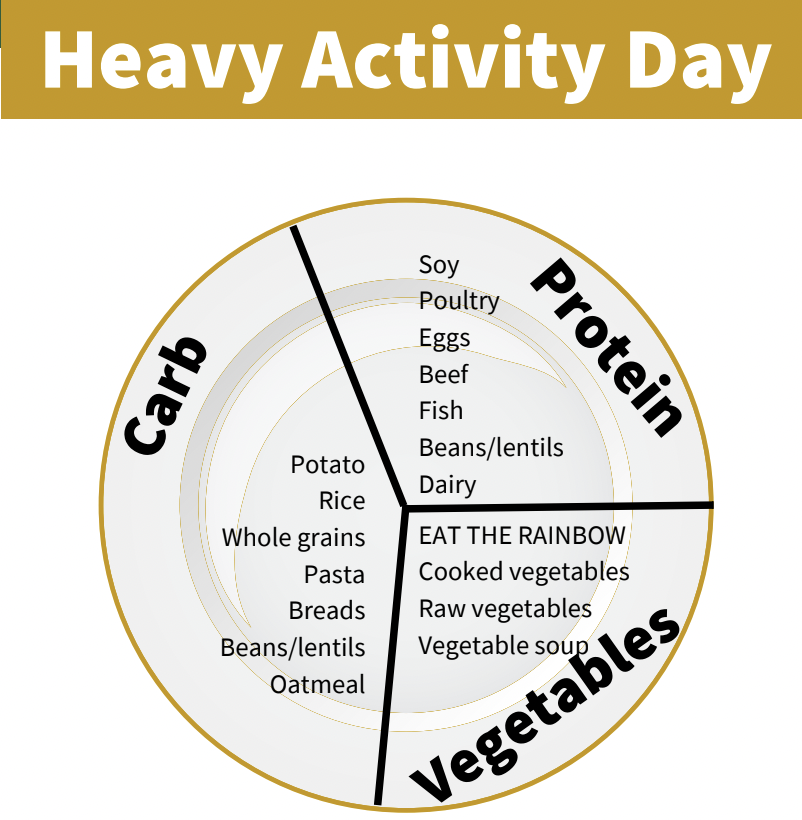 Heavy Activity Day
Carb
Potato
Rice
Whole grains
Pasta
Breads
Beans/lentils
Oatmeal
Protein
Soy
Poultry
Eggs
Beef
Fish
Beans/lentils
Dairy
EAT THE RAINBOW
Cooked vegetables
Raw vegetables
Vegetable soup
Vegetables